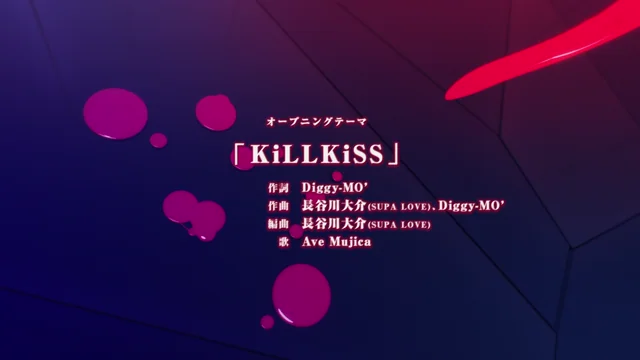 オープニングテーマ
「KiLLKiSS」
作詞 Diggy-MO'
作曲 長谷川大介(SUPA LOVE)、Diggy-MO'
編曲 長谷川大介(SUPA LOVE)
歌 Ave Mujica